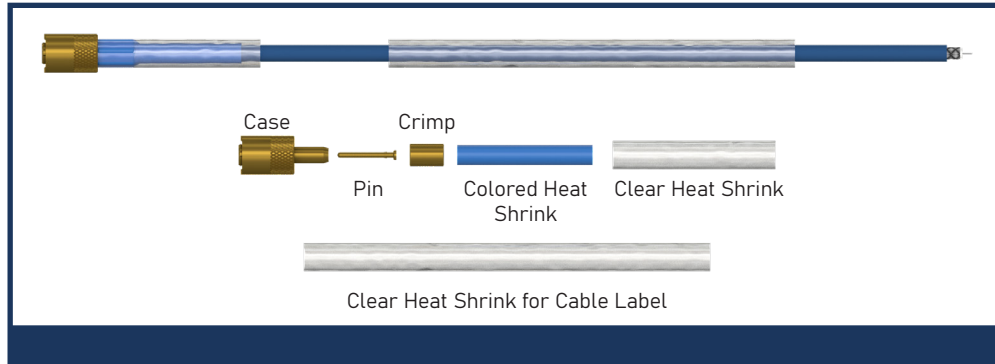 Case
Crimp
Pin
Colored Heat
Shrink
Clear Heat Shrink
Clear Heat Shrink for Cable Label